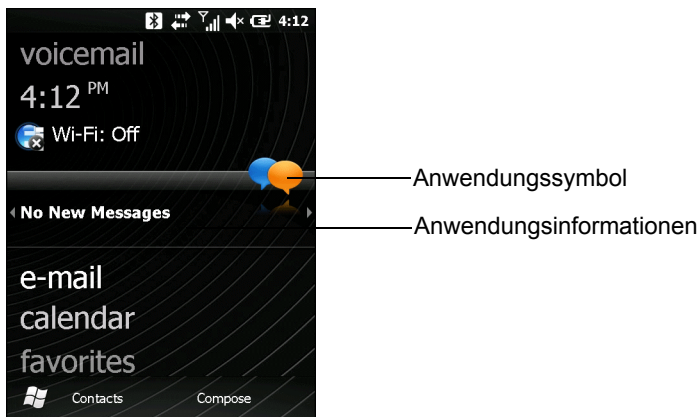 4:12
voicemail
4:12 PM
Wi-Fi: Off
Anwendungssymbol
No New Messages
Anwendungsinformationen
e-mail
calendar
favorites
Contacts Compose